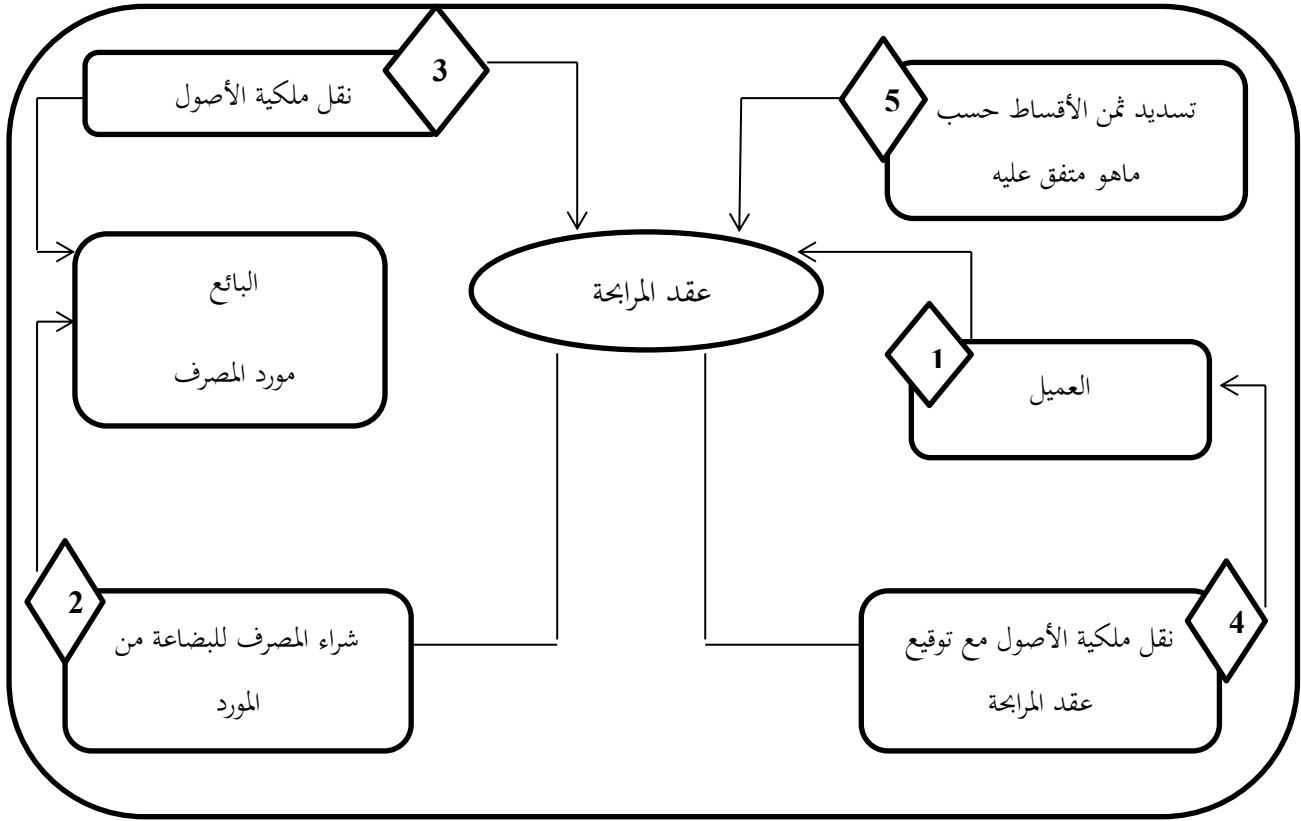 3
نقل ملكية الأصول
5
تسديد ثمن الأقساط حسب
ماهو متفق عليه
البائع
مورد المصرف
عقد المرابحة
1
العميل
2
شراء المصرف للبضاعة من
المورد
4
نقل ملكية الأصول مع توقيع
عقد المرابحة